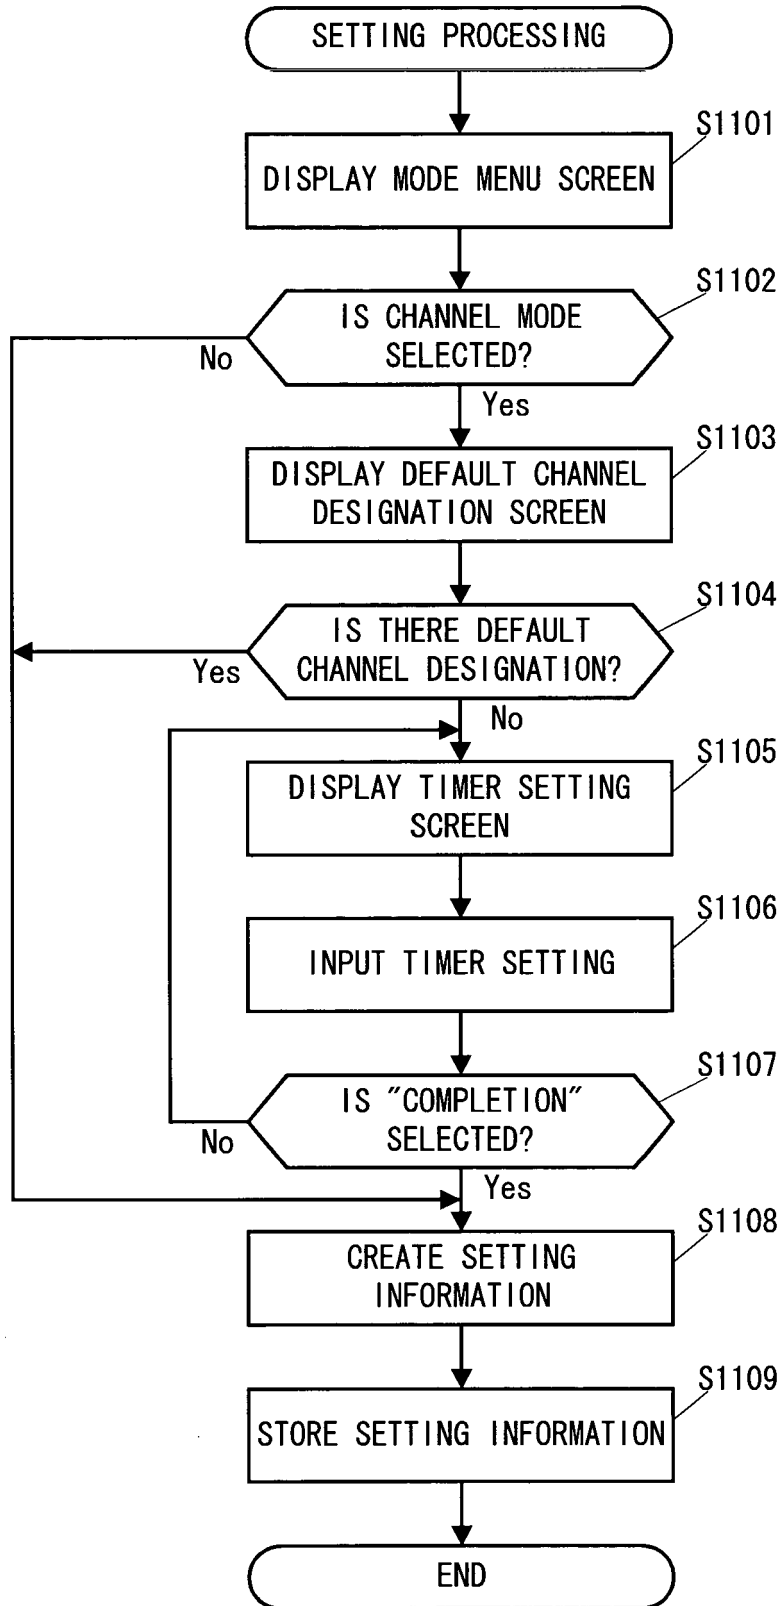 SETTING PROCESSING
S1101
DISPLAY MODE MENU SCREEN
S1102
IS CHANNEL MODE
SELECTED?
No
Yes
S1103
DISPLAY DEFAULT CHANNEL
DESIGNATION SCREEN
S1104
IS THERE DEFAULT
CHANNEL DESIGNATION?
Yes
No
S1105
DISPLAY TIMER SETTING
SCREEN
S1106
INPUT TIMER SETTING
S1107
IS "COMPLETION"
SELECTED?
No
Yes
S1108
CREATE SETTING
INFORMATION
S1109
STORE SETTING INFORMATION
END